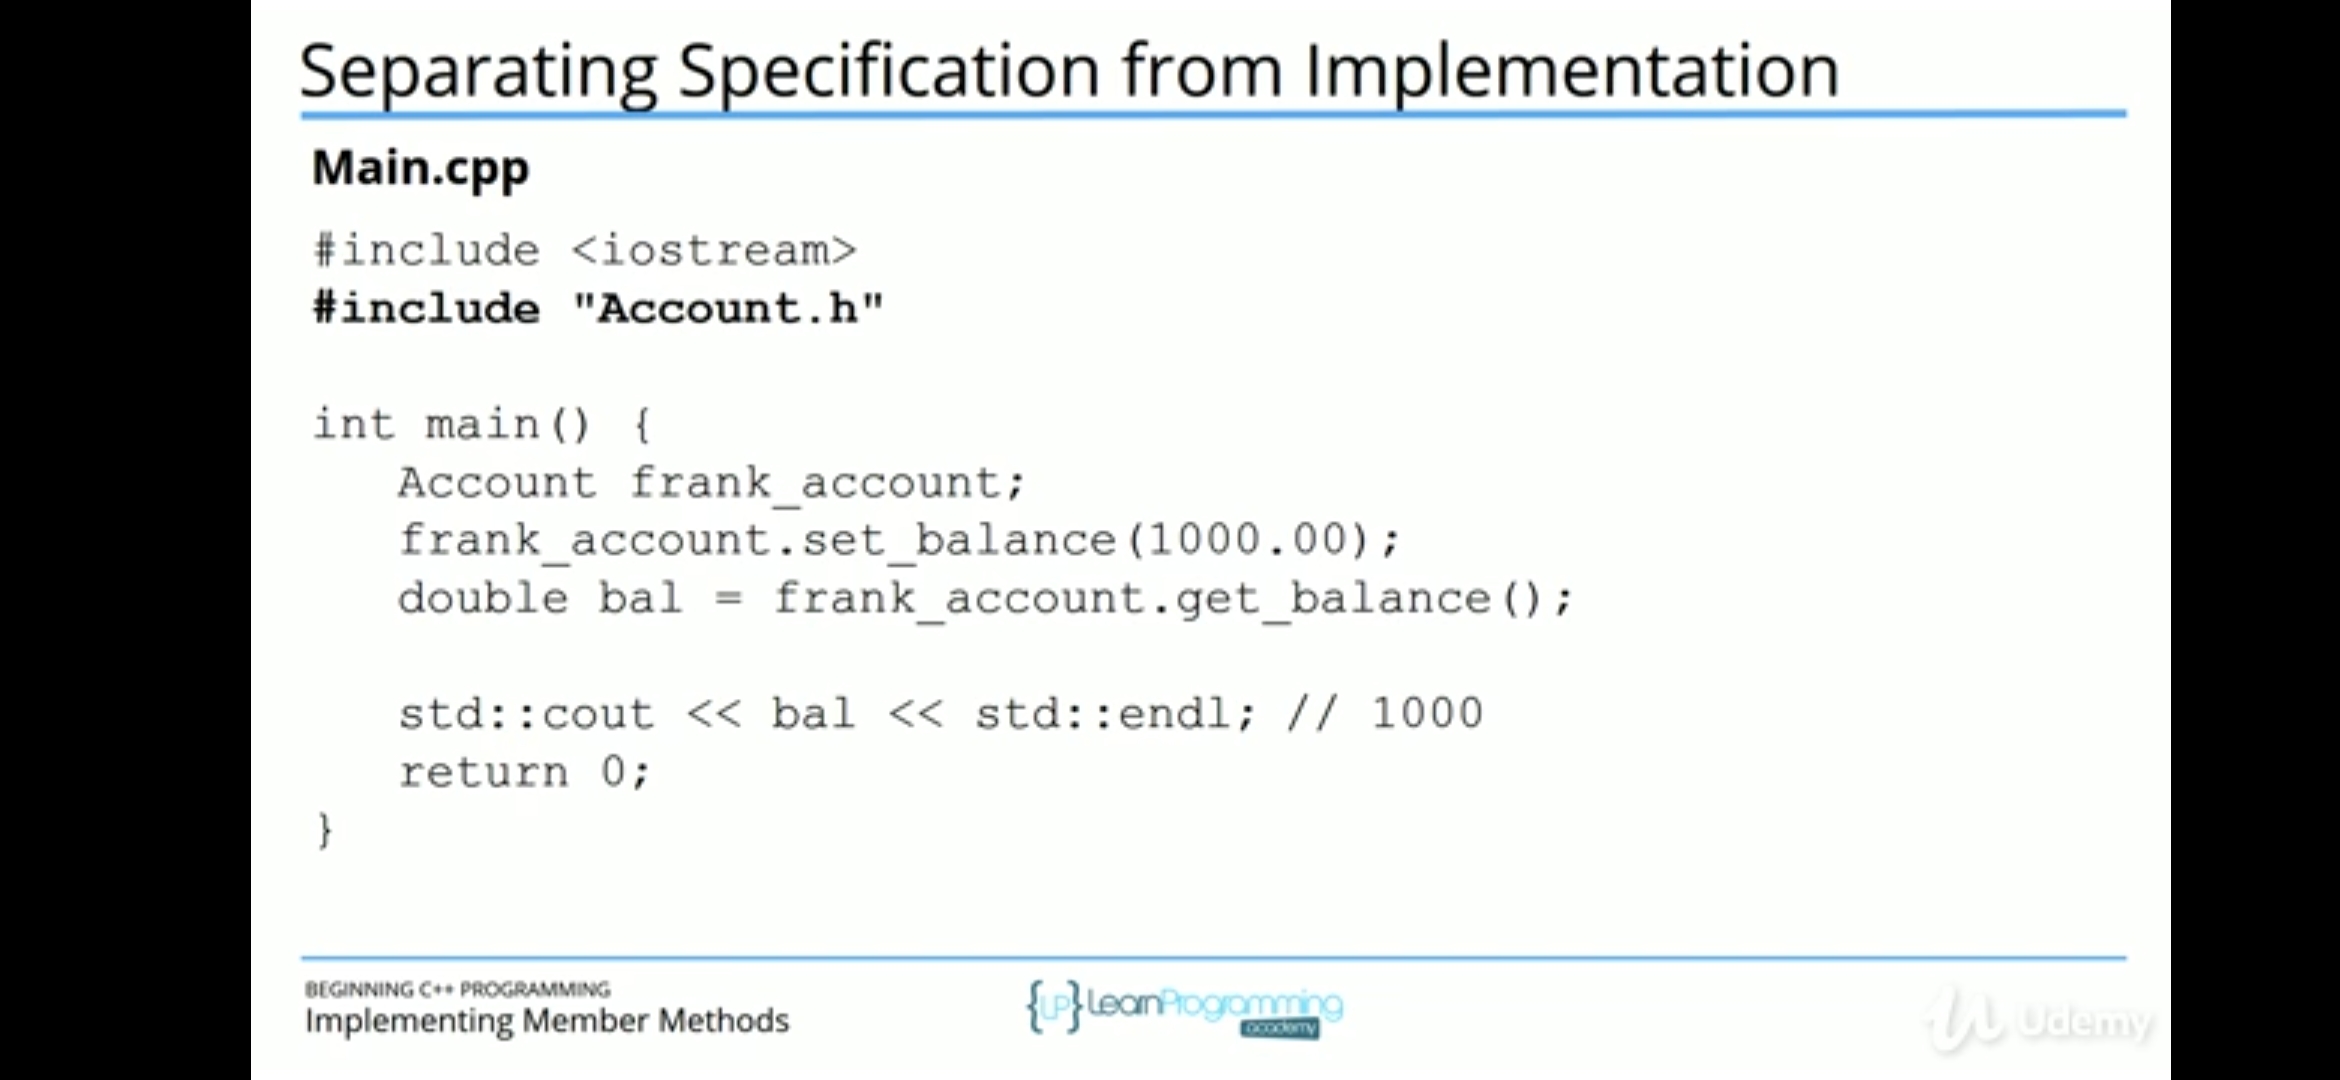 Separating Specification from Implementation
Main.cpp
#include <iostream>
#include "Account.h"
int main() {
Account frank_account;
frank_account.set_balance(1000.00);
double bal = frank_account.get_balance();
std::cout << bal << std::endl; // 1000
return 0;
}
BEGINNING C++ PROGRAMMING
Implementing Member Methods
{LP} LearnProgramming
academy
Udemy